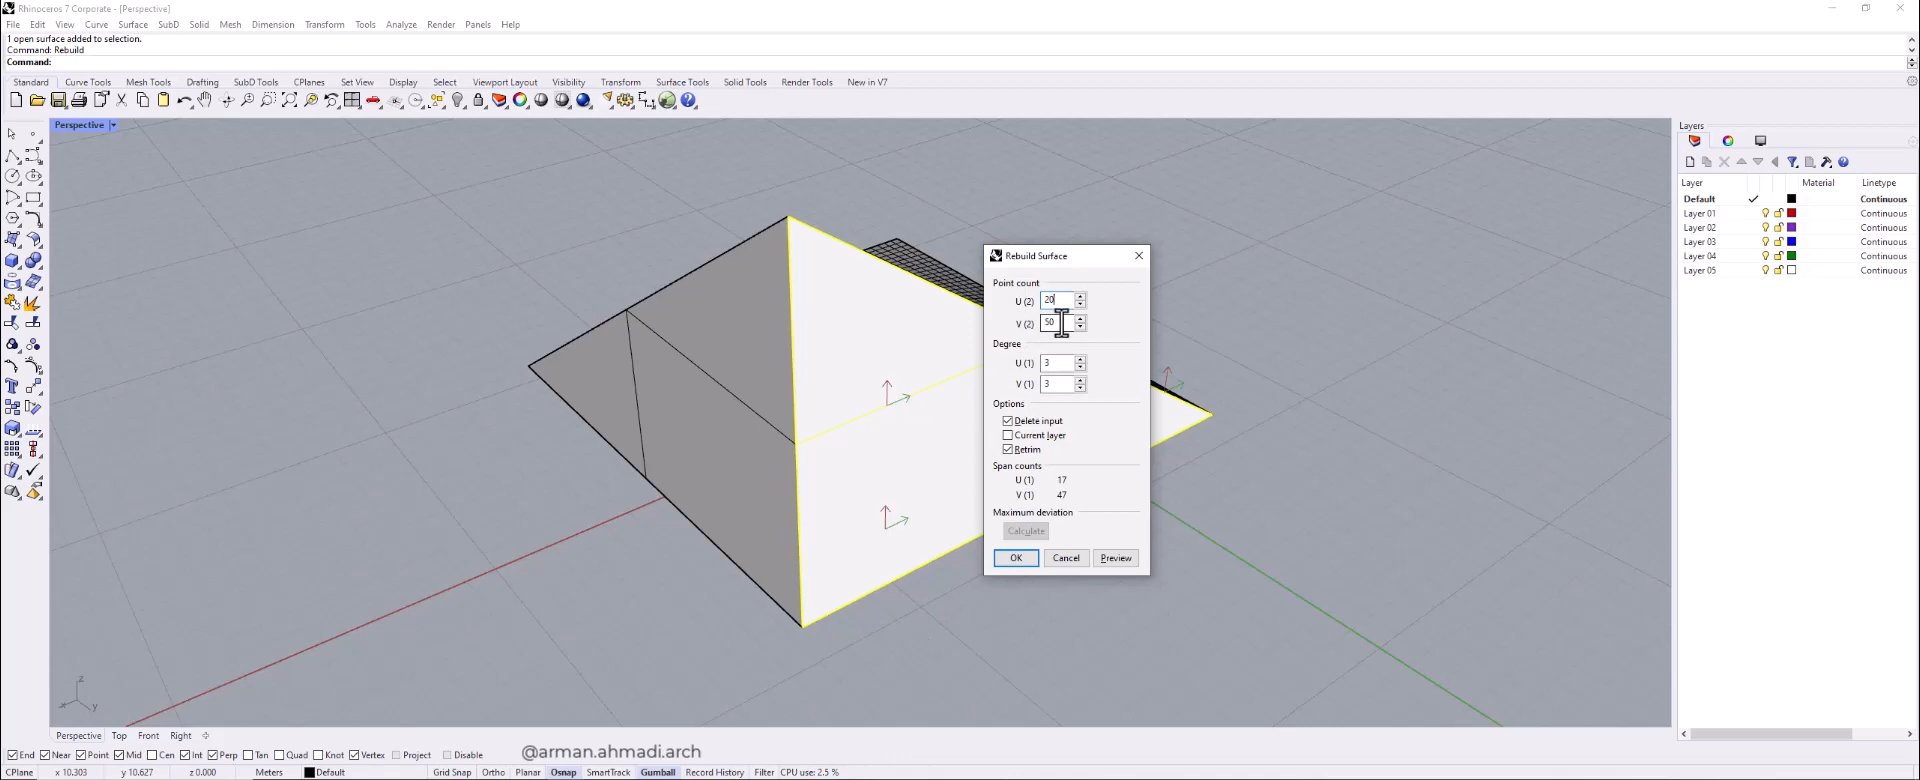 Rhinoceros 7 Corporate - [Perspective]
File Edit View Curve Surface SubD Solid Mesh Dimension Transform Tools Analyze Render Panels Help
1 open surface added to selection.
Command: Rebuild
Command:
Standard Curve Tools Mesh Tools Drafting SubD Tools CPlanes Set View Display Select Viewport Layout Visibility Transform Surface Tools Solid Tools Render Tools New in V7
Perspective
Layers
Layer Material Linetype
Default Continuous
Layer 01 Continuous
Layer 02 Continuous
Layer 03 Continuous
Layer 04 Continuous
Layer 05 Continuous
Rebuild Surface
Point count
U (2) 20
V (2) 50
Degree
U (1) 3
V (1) 3
Options
Delete input
Current layer
Retrim
Span counts
U (1) 17
V (1) 47
Maximum deviation
Calculate
OK Cancel Preview
z
x y
Perspective Top Front Right
End Near Point Mid Cen Int Perp Tan Quad Knot Vertex Project Disable
@arman.ahmadi.arch
CPlane x 10.303 y 10.627 z 0.000 Meters Default Grid Snap Ortho Planar Osnap SmartTrack Gumball Record History Filter CPU use: 2.5 %